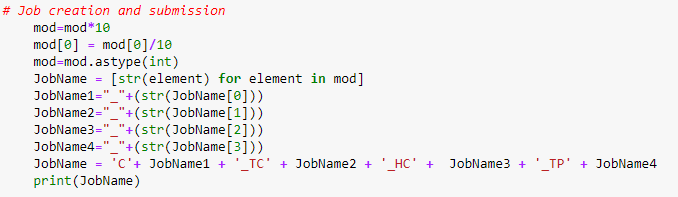 # Job creation and submission
mod=mod*10
mod[0] = mod[0]/10
mod=mod.astype(int)
JobName = [str(element) for element in mod]
JobName1="_"+(str(JobName[0]))
JobName2="_"+(str(JobName[1]))
JobName3="_"+(str(JobName[2]))
JobName4="_"+(str(JobName[3]))
JobName = 'C'+ JobName1 + '_TC' + JobName2 + '_HC' +  JobName3 + '_TP' + JobName4
print(JobName)